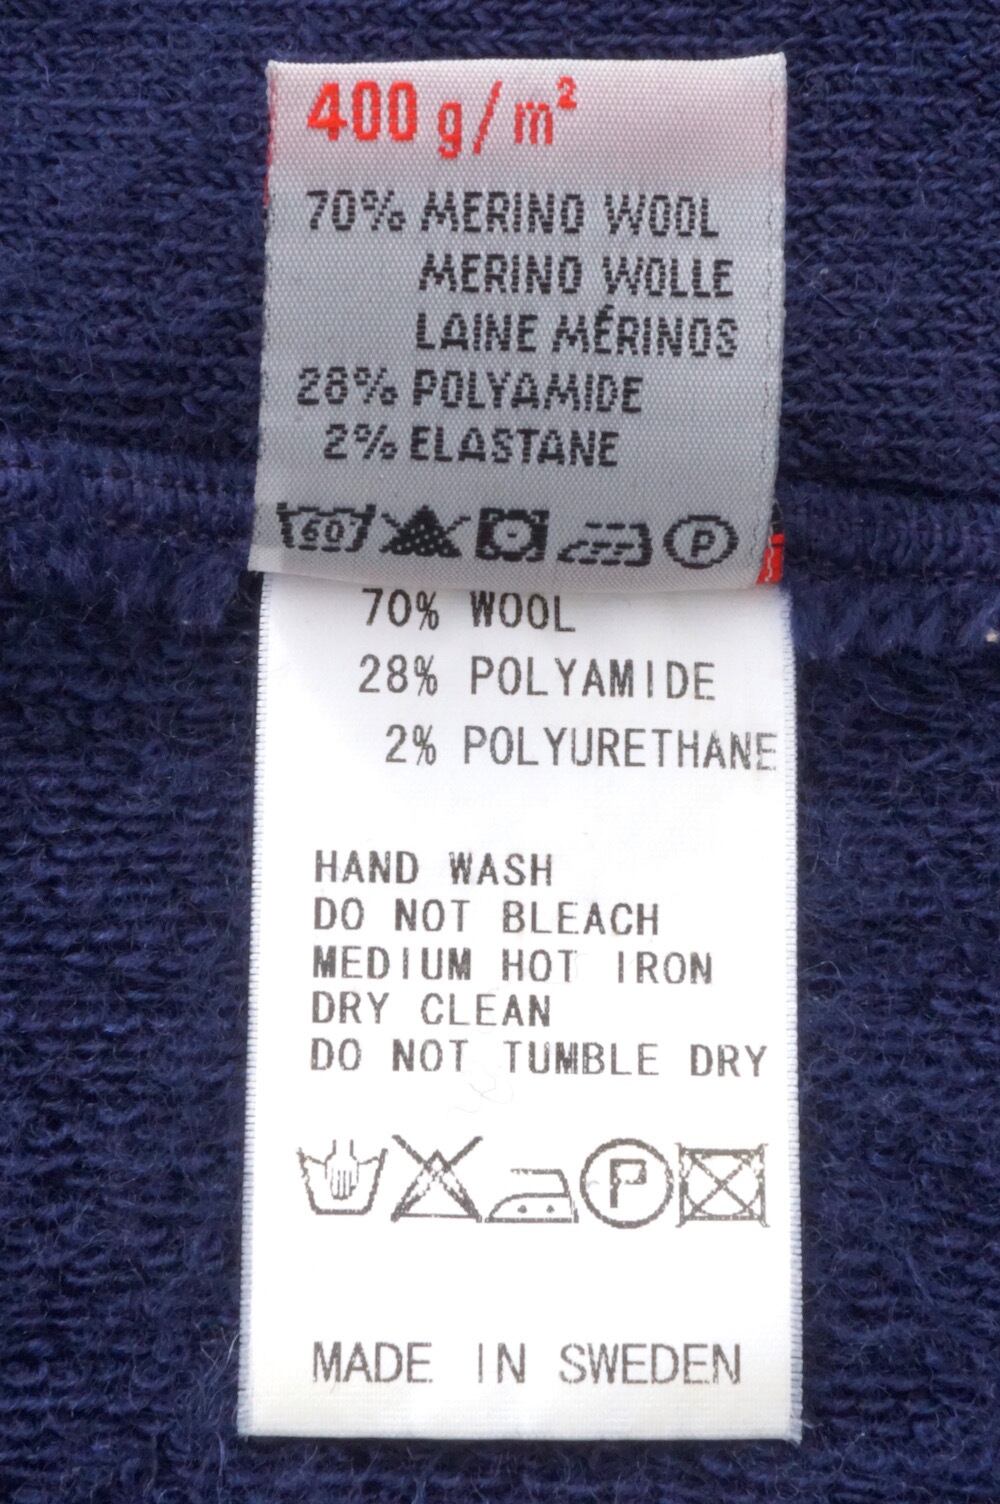 400 g/m²
70% MERINO WOOL
MERINO WOLLE
LAINE MÉRINOS
28% POLYAMIDE
2% ELASTANE
60 P
70% WOOL
28% POLYAMIDE
2% POLYURETHANE
HAND WASH
DO NOT BLEACH
MEDIUM HOT IRON
DRY CLEAN
DO NOT TUMBLE DRY
P
MADE IN SWEDEN